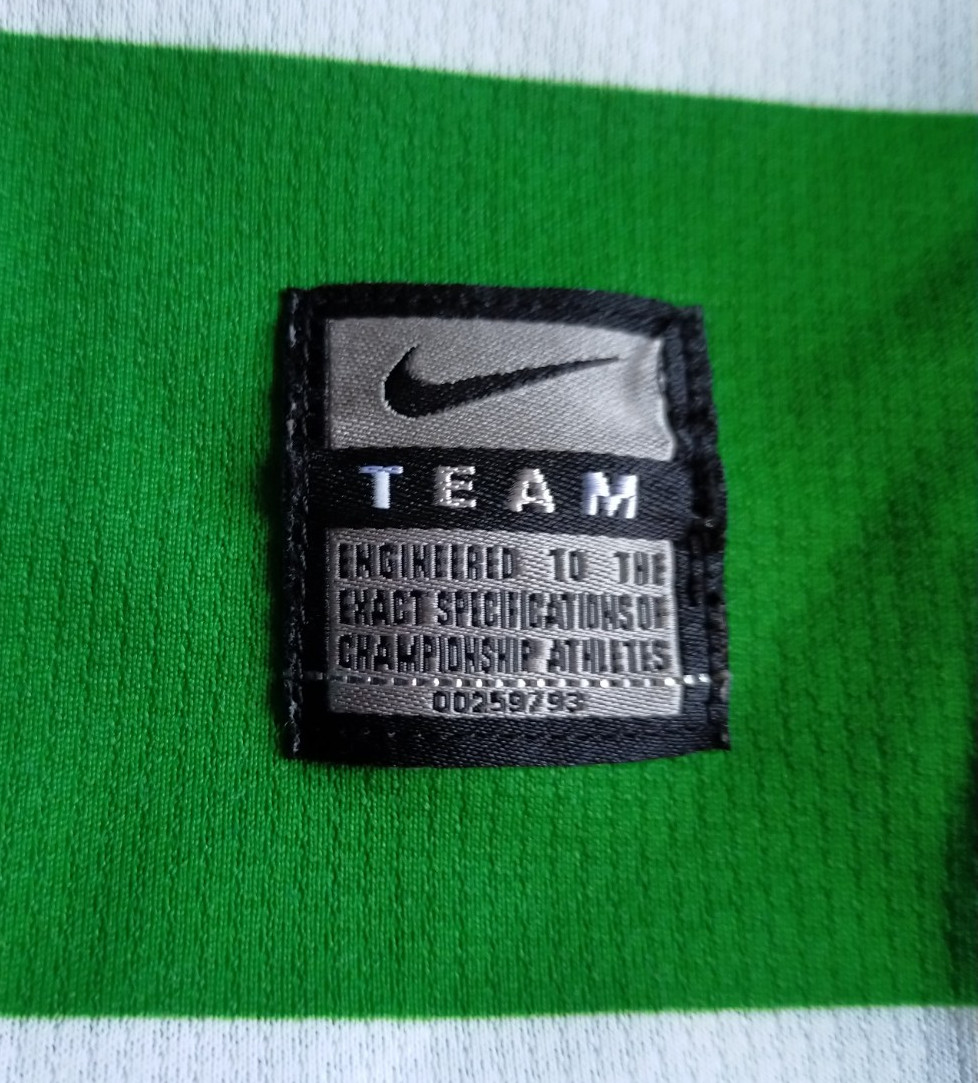 TEAM
ENGINEERED TO THE
EXACT SPECIFICATIONS OF
CHAMPIONSHIP ATHLETES
00259793